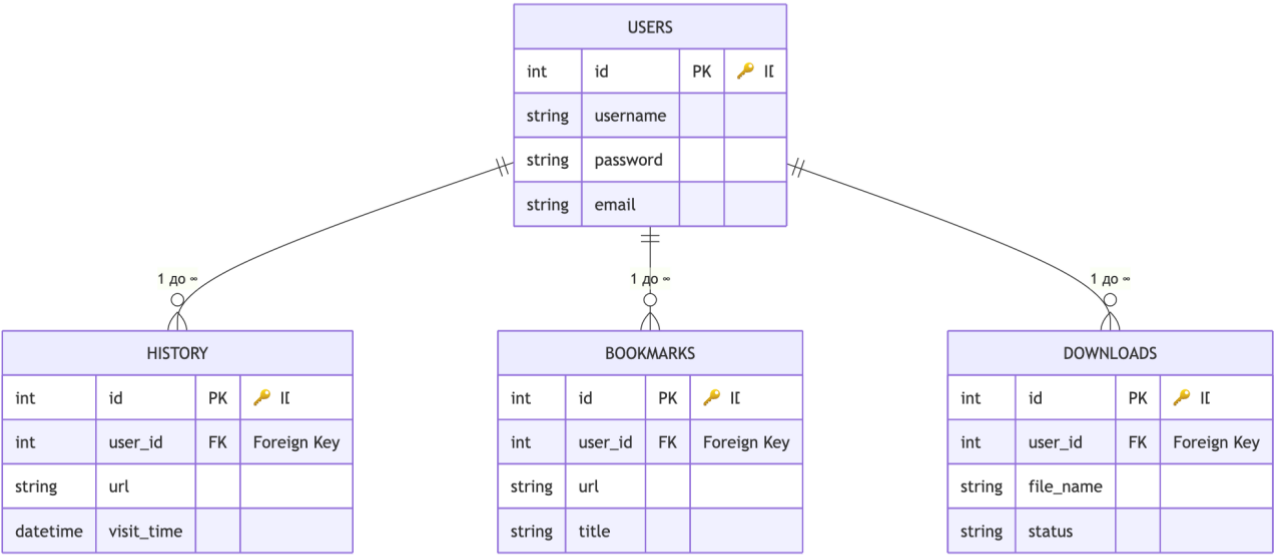 USERS
int id PK 🔑
string username
string password
string email
1 до ∞ 1 до ∞ 1 до ∞
HISTORY
int id PK 🔑
int user_id FK Foreign Key
string url
datetime visit_time
BOOKMARKS
int id PK 🔑
int user_id FK Foreign Key
string url
string title
DOWNLOADS
int id PK 🔑
int user_id FK Foreign Key
string file_name
string status